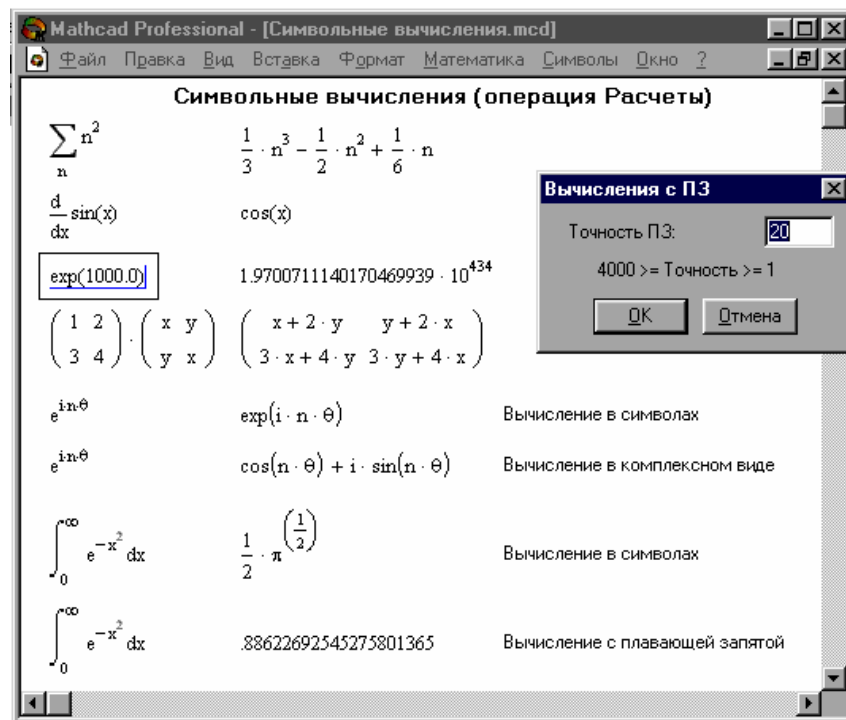 Mathcad Professional - [Символьные вычисления.mcd]
Файл Правка Вид Вставка Формат Математика Символы Окно ?
Символьные вычисления (операция Расчеты)
∑ₙ n² 1/3 · n³ − 1/2 · n² + 1/6 · n
d/dx sin(x) cos(x)
exp(1000.0) 1.9700711140170469939 · 10⁴³⁴
( 1 2 ; 3 4 ) · ( x y ; y x ) ( x + 2 · y y + 2 · x ; 3 · x + 4 · y 3 · y + 4 · x )
e^(i·n·θ) exp(i · n · θ) Вычисление в символах
e^(i·n·θ) cos(n · θ) + i · sin(n · θ) Вычисление в комплексном виде
∫₀^∞ e^(−x²) dx 1/2 · π^(1/2) Вычисление в символах
∫₀^∞ e^(−x²) dx .88622692545275801365 Вычисление с плавающей запятой
Вычисления с ПЗ
Точность ПЗ: 20
4000 >= Точность >= 1
OK Отмена